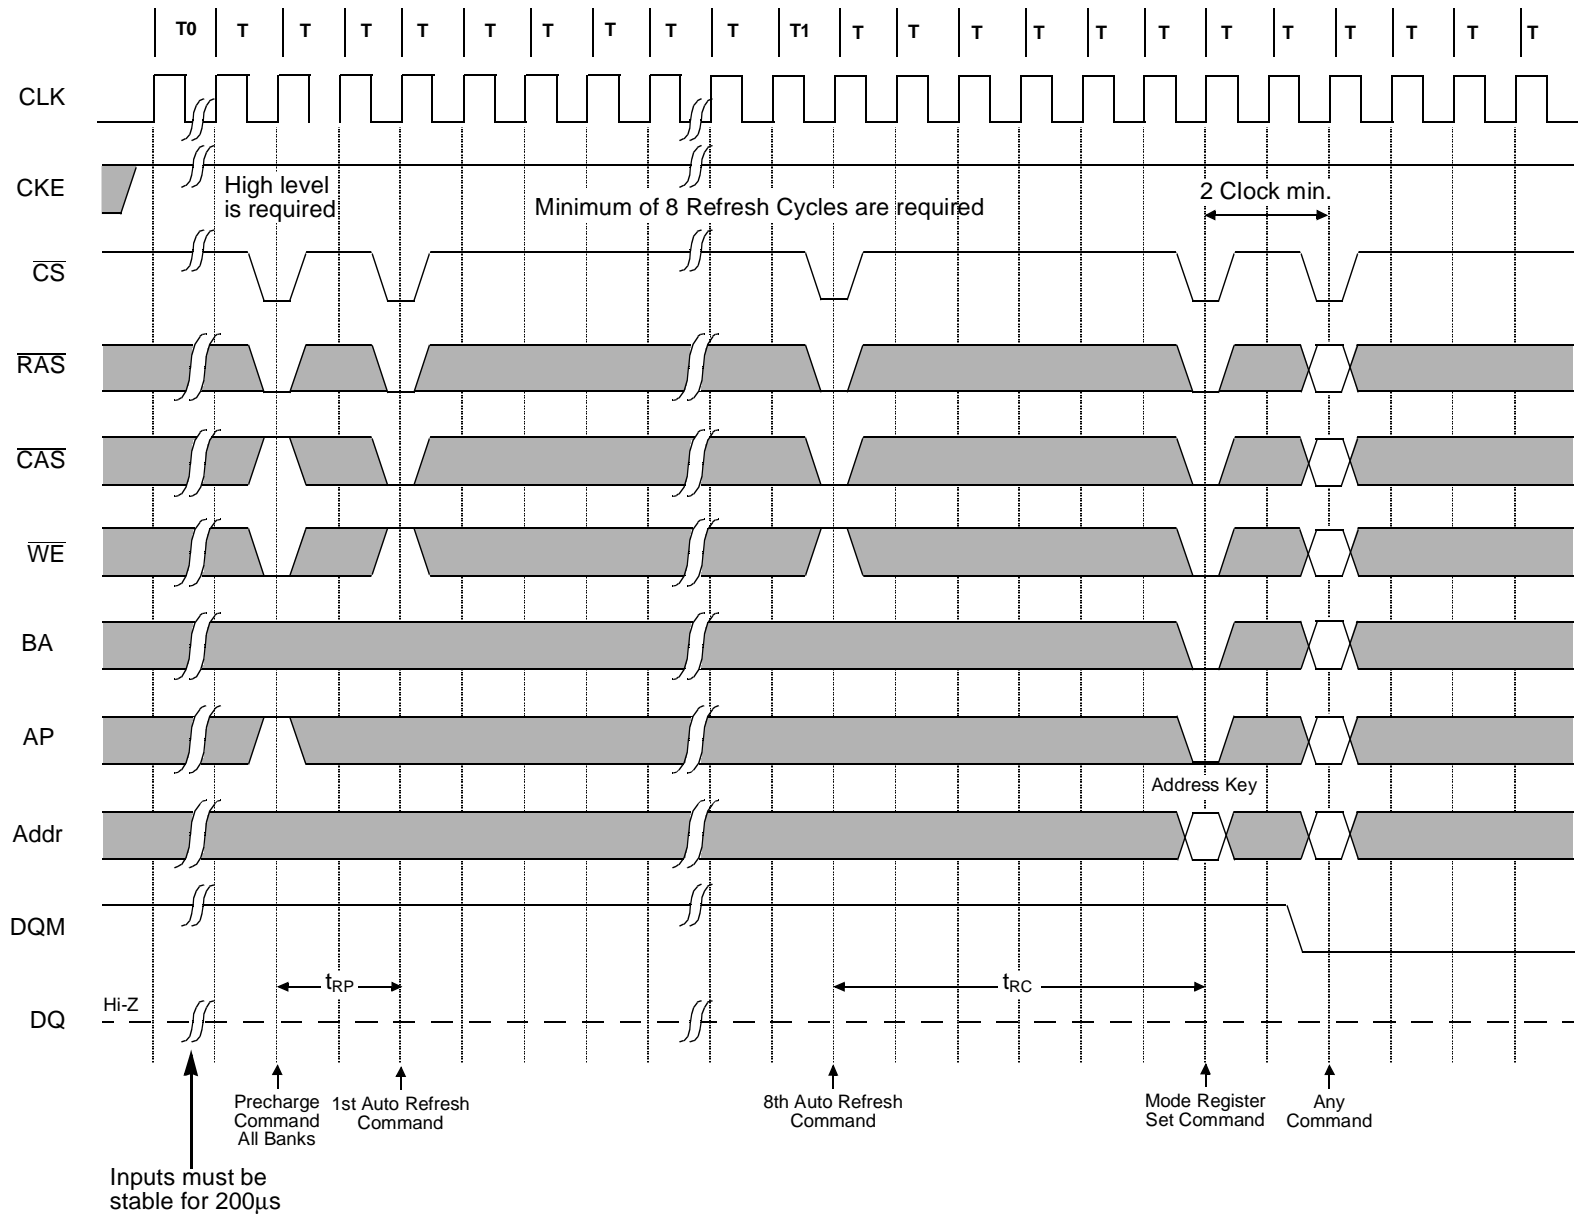 T0 T T T T T T T T T T1 T T T T T T T T T T T T
CLK
CKE
High level
is required
Minimum of 8 Refresh Cycles are required
2 Clock min.
CS
RAS
CAS
WE
BA
AP
Address Key
Addr
DQM
tRP
tRC
Hi-Z
DQ
Precharge
Command
All Banks
1st Auto Refresh
Command
8th Auto Refresh
Command
Mode Register
Set Command
Any
Command
Inputs must be
stable for 200µs